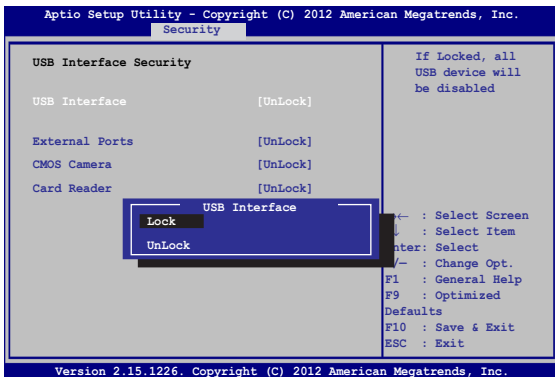 Aptio Setup Utility - Copyright (C) 2012 American Megatrends, Inc.
Security
USB Interface Security
USB Interface [UnLock]
External Ports [UnLock]
CMOS Camera [UnLock]
Card Reader [UnLock]
USB Interface
Lock
UnLock
If Locked, all
USB device will
be disabled
→← : Select Screen
↓ : Select Item
nter: Select
/— : Change Opt.
F1 : General Help
F9 : Optimized
Defaults
F10 : Save & Exit
ESC : Exit
Version 2.15.1226. Copyright (C) 2012 American Megatrends, Inc.